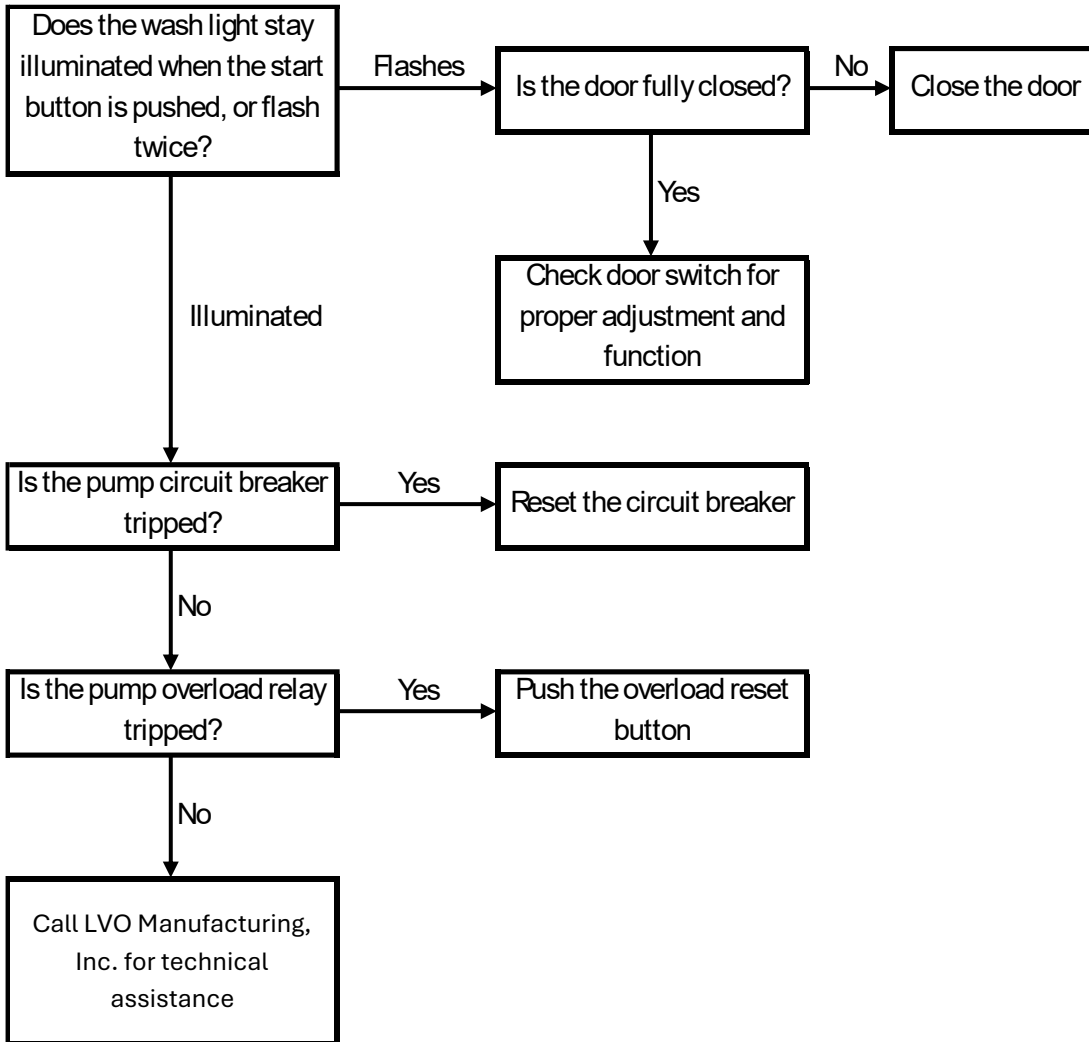 Does the wash light stay
illuminated when the start
button is pushed, or flash
twice?
Flashes
Is the door fully closed?
No
Close the door
Yes
Check door switch for
proper adjustment and
function
Illuminated
Is the pump circuit breaker
tripped?
Yes
Reset the circuit breaker
No
Is the pump overload relay
tripped?
Yes
Push the overload reset
button
No
Call LVO Manufacturing,
Inc. for technical
assistance